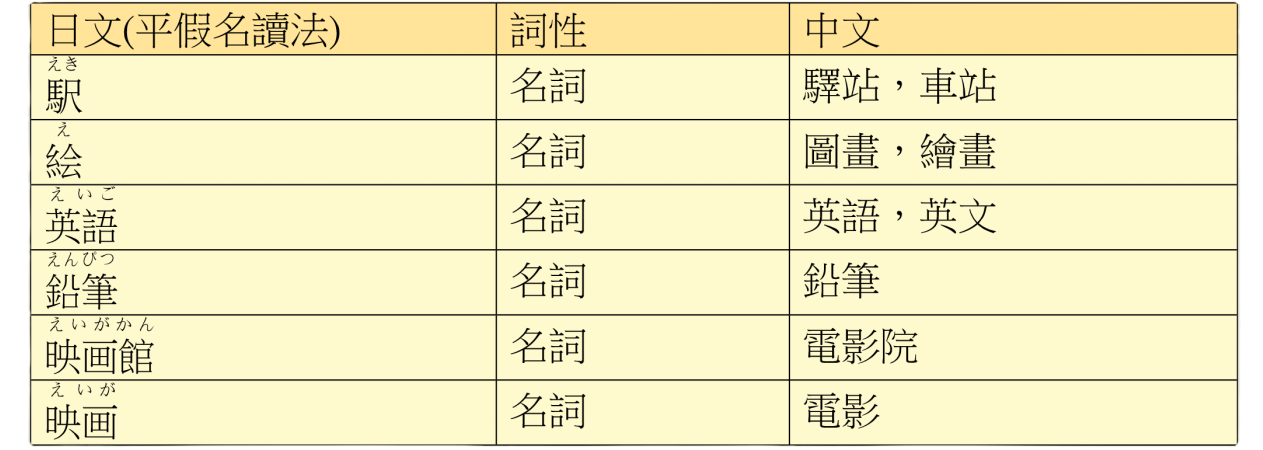 日文(平假名讀法) 詞性 中文
えき
駅 名詞 驛站，車站
え
絵 名詞 圖畫，繪畫
えいご
英語 名詞 英語，英文
えんぴつ
鉛筆 名詞 鉛筆
えいがかん
映画館 名詞 電影院
えいが
映画 名詞 電影